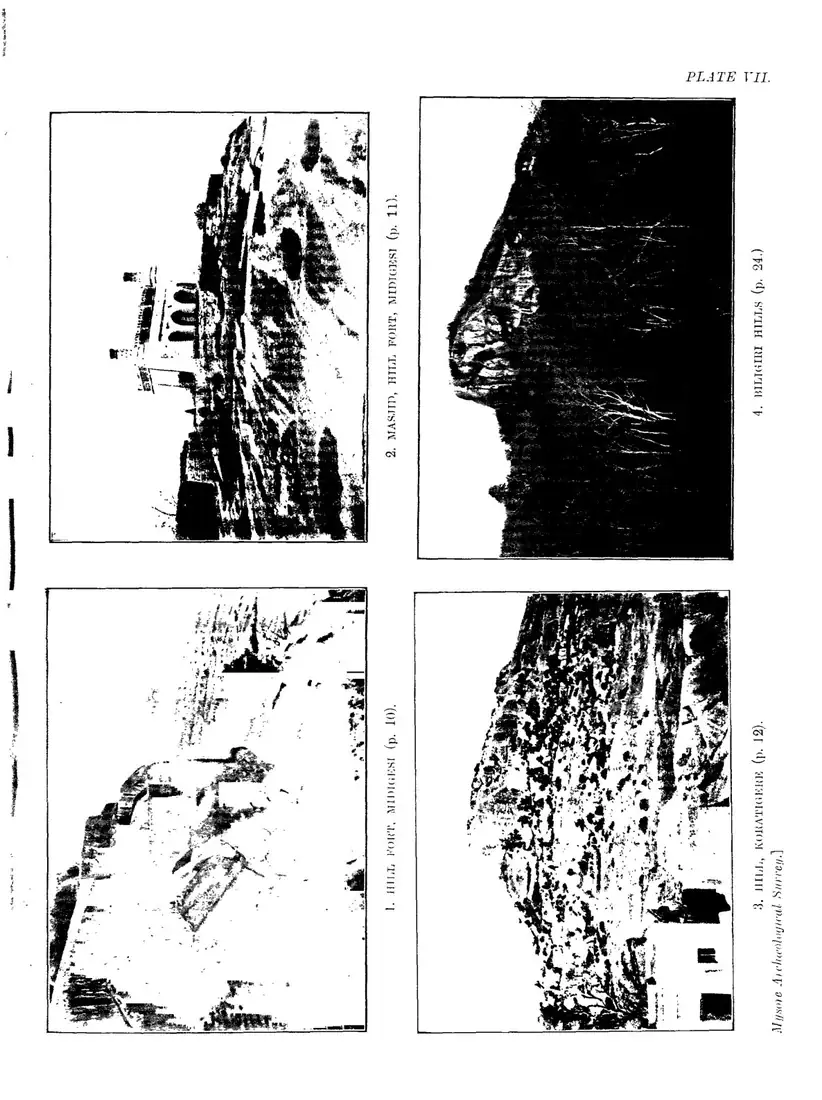 PLATE VII.
1. HILL FORT, MIDIGESI (p. 10).
2. MASJID, HILL FORT, MIDIGESI (p. 11).
3. HILL, KORATIGERE (p. 12).
4. BILIGIRI HILLS (p. 24.)
Mysore Archæological Survey.]